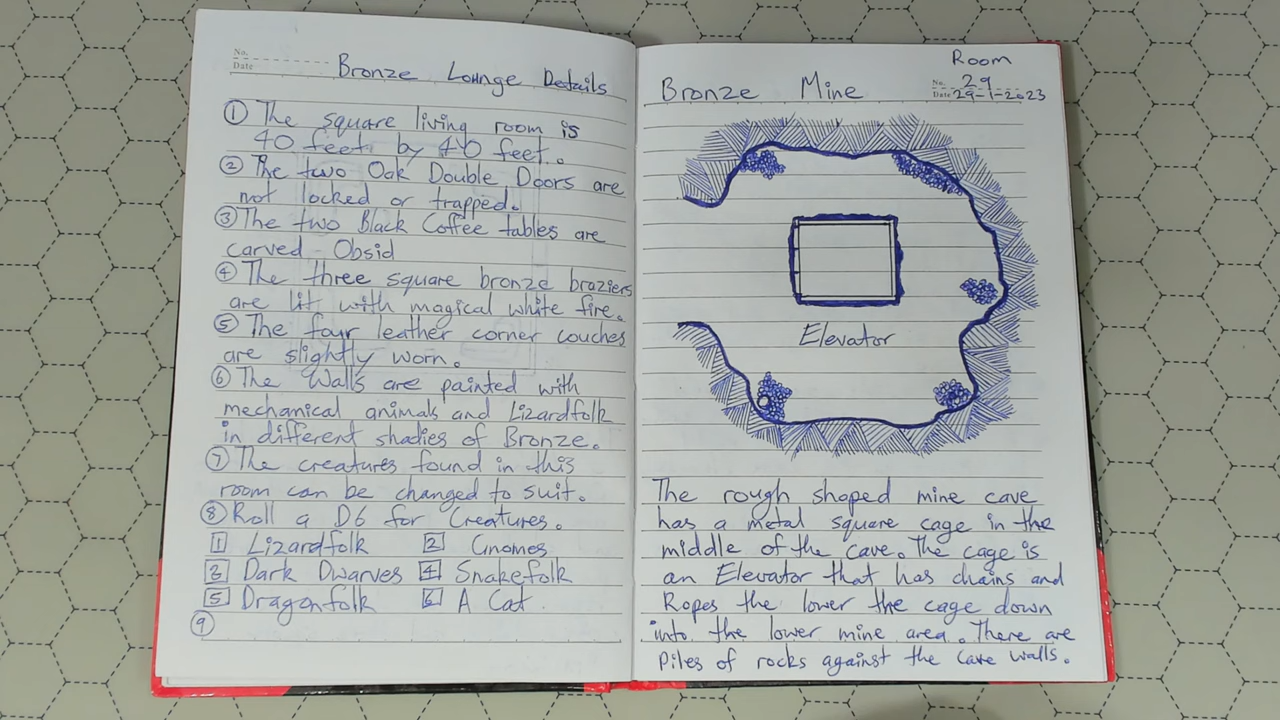 No.
Date
Bronze Lounge Details
① The square living room is
40 feet by 40 feet.
② The two Oak Double Doors are
not locked or trapped.
③ The two Black Coffee tables are
carved Obsid
④ The three square bronze braziers
are lit with magical white fire.
⑤ The four leather corner couches
are slightly worn.
⑥ The Walls are painted with
mechanical animals and Lizardfolk
in different shadies of Bronze.
⑦ The creatures found in this
room can be changed to suit.
⑧ Roll a D6 for Creatures.
1 Lizardfolk 2 Gnomes
3 Dark Dwarves 4 Snakefolk
5 Dragonfolk 6 A Cat.
⑨
Room
Bronze Mine No. 29
Date 29-1-2023
Elevator
The rough shaped mine cave
has a metal square cage in the
middle of the cave. The cage is
an Elevator that has chains and
Ropes the lower the cage down
into the lower mine area. There are
Piles of rocks against the cave walls.